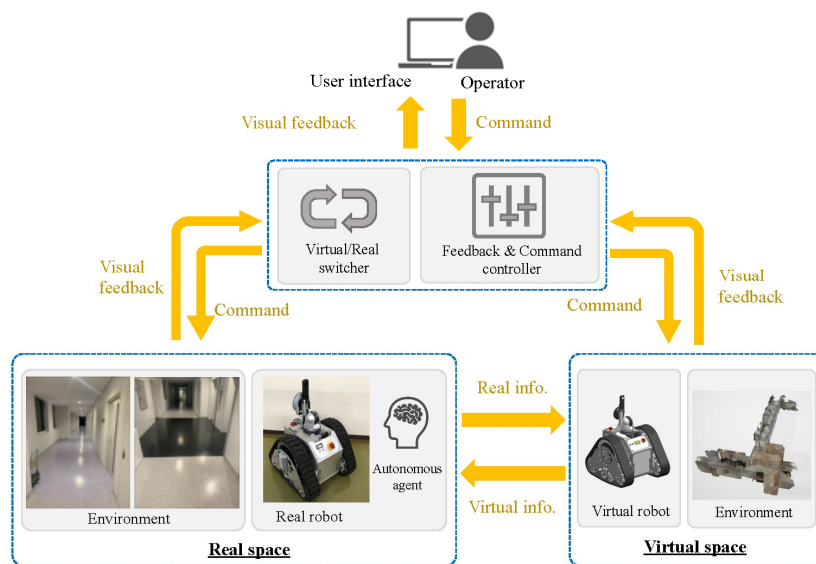 User interface
Operator
Visual feedback
Command
Virtual/Real
switcher
Feedback & Command
controller
Visual
feedback
Command
Command
Visual
feedback
Real info.
Virtual info.
Autonomous
agent
Environment
Real robot
Virtual robot
Environment
Real space
Virtual space